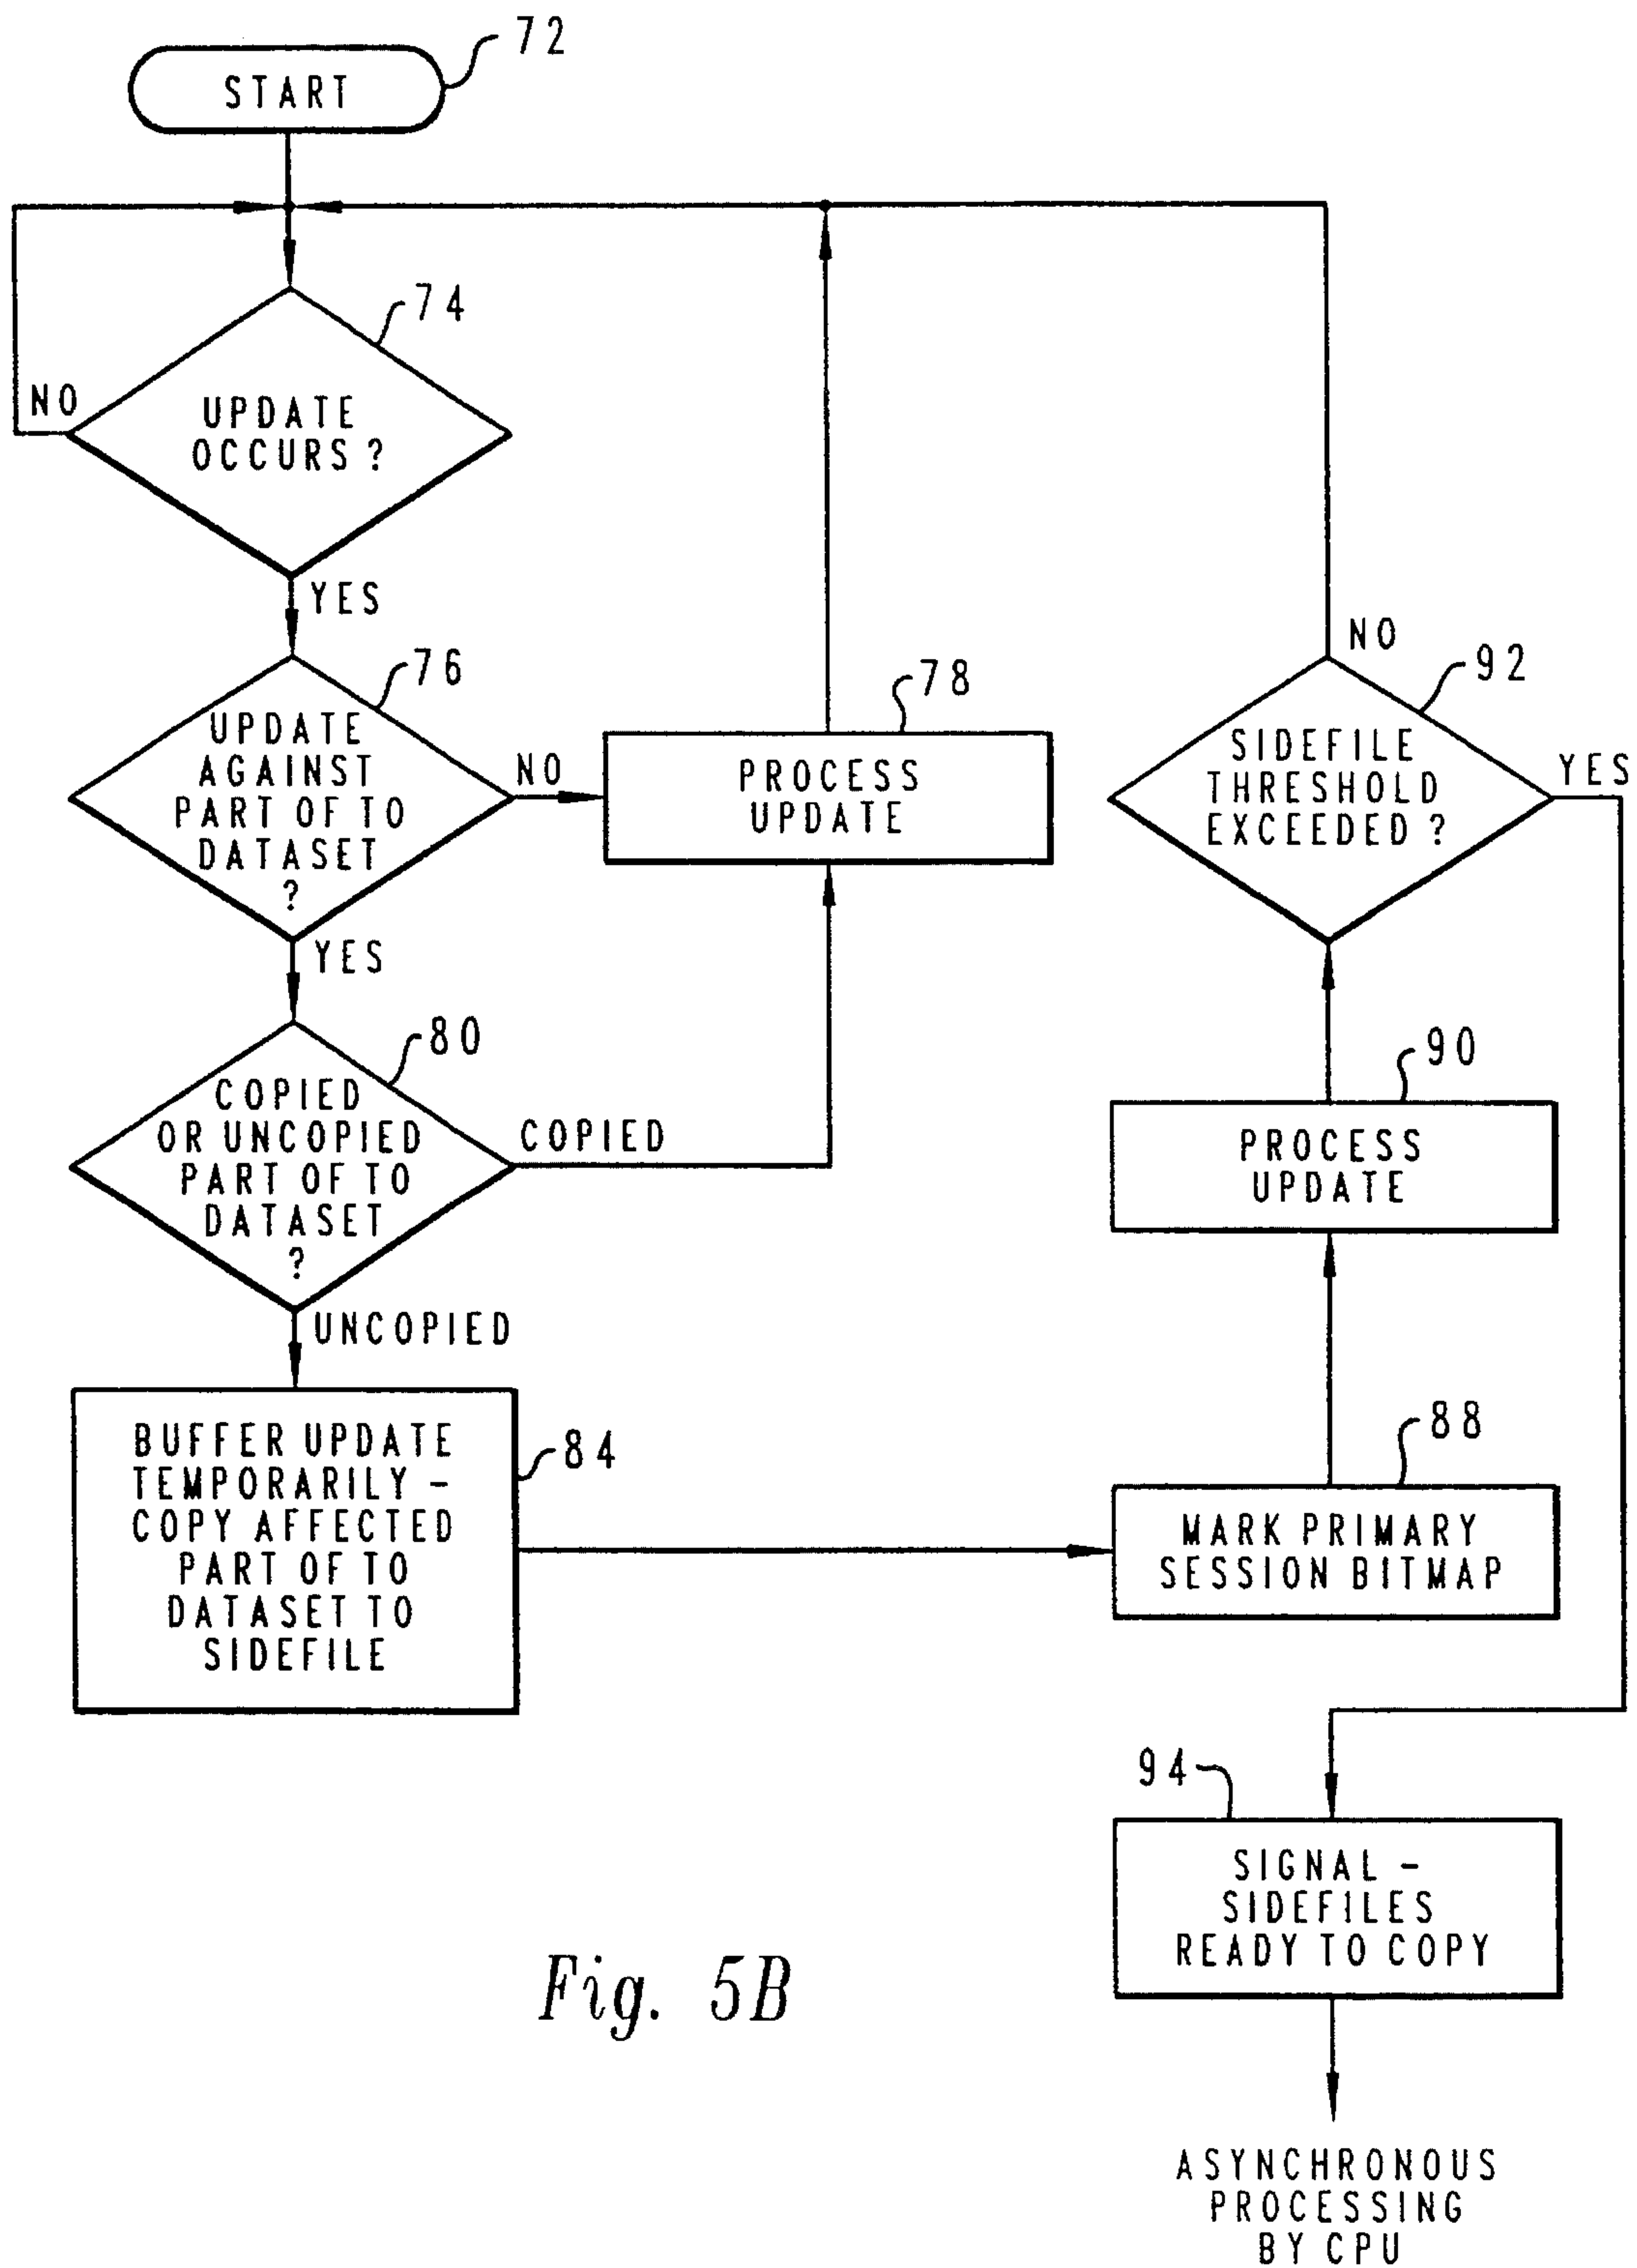 72
START
74
NO
UPDATE
OCCURS?
YES
76
UPDATE
AGAINST
PART OF TO
DATASET
?
NO
78
PROCESS
UPDATE
YES
80
COPIED
OR UNCOPIED
PART OF TO
DATASET
?
COPIED
UNCOPIED
BUFFER UPDATE
TEMPORARILY -
COPY AFFECTED
PART OF TO
DATASET TO
SIDEFILE
84
88
MARK PRIMARY
SESSION BITMAP
90
PROCESS
UPDATE
NO
92
SIDEFILE
THRESHOLD
EXCEEDED?
YES
94
SIGNAL -
SIDEFILES
READY TO COPY
ASYNCHRONOUS
PROCESSING
BY CPU
Fig. 5B